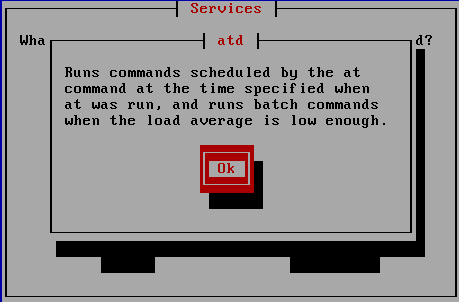 Services
Wha
atd
d?
Runs commands scheduled by the at
command at the time specified when
at was run, and runs batch commands
when the load average is low enough.
Ok